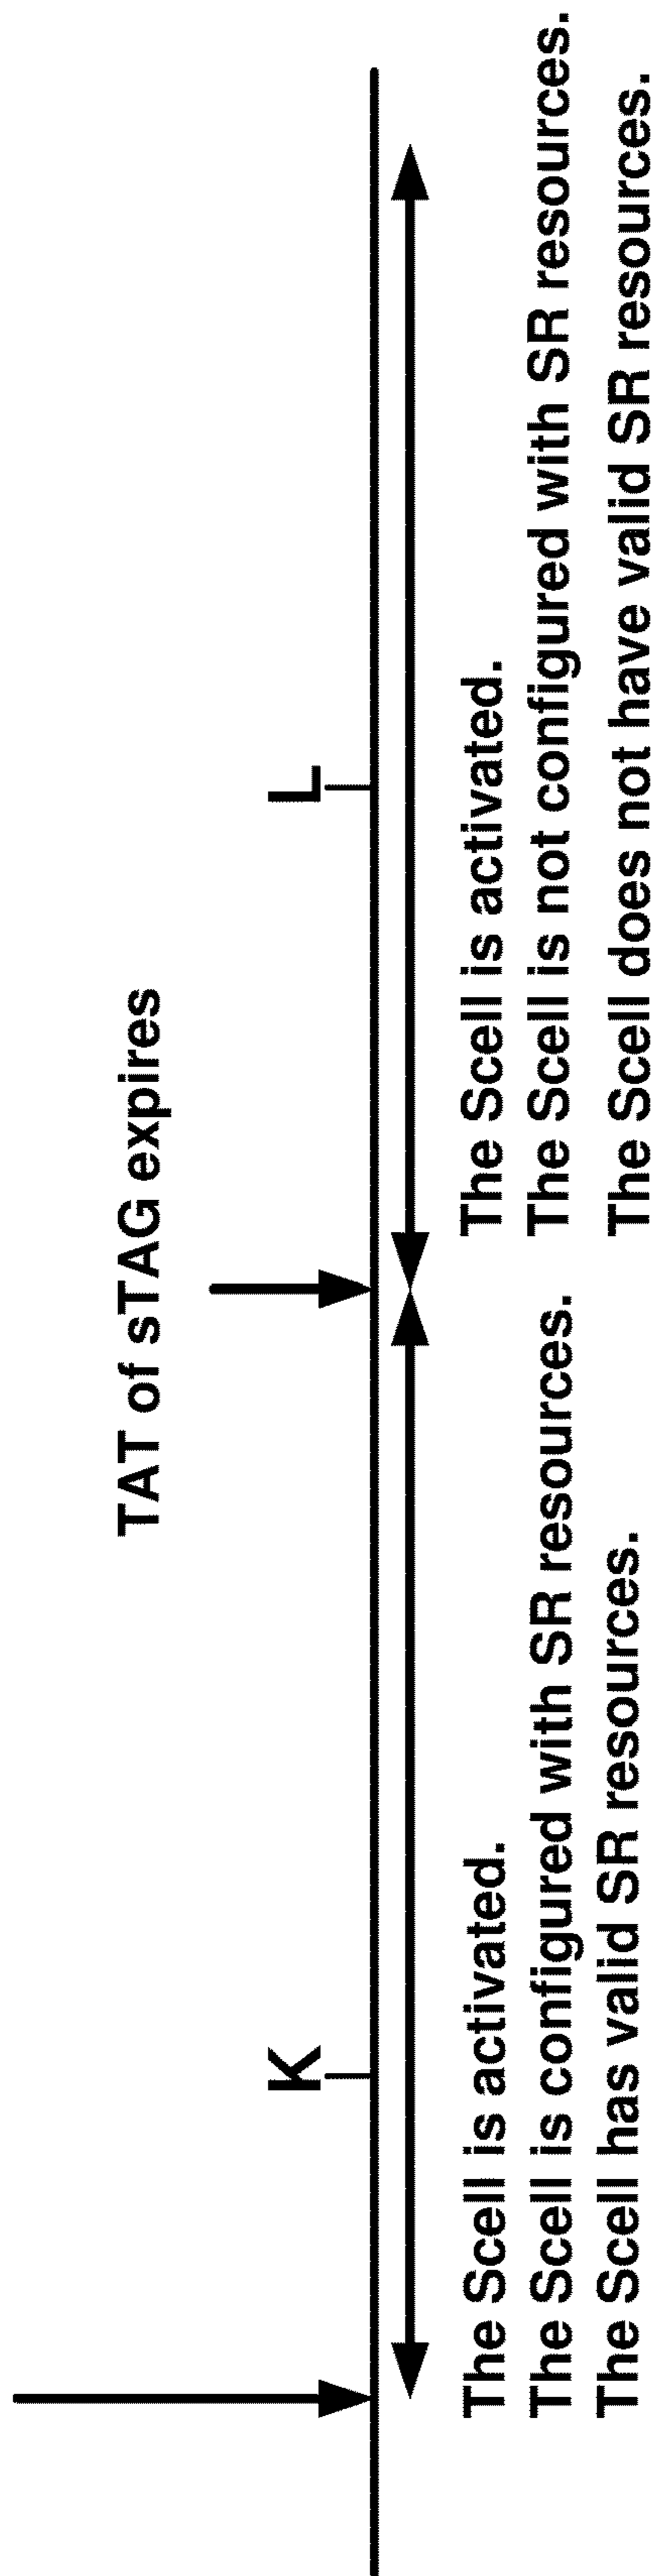 TAT of sTAG expires
K
L
The Scell is activated.
The Scell is configured with SR resources.
The Scell has valid SR resources.
The Scell is activated.
The Scell is not configured with SR resources.
The Scell does not have valid SR resources.